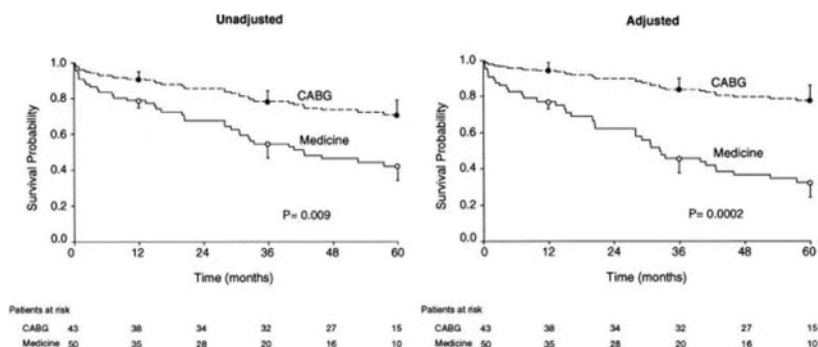 Unadjusted
1.0
0.8
0.6
0.4
0.2
0.0
Survival Probability
CABG
Medicine
P= 0.009
0 12 24 36 48 60
Time (months)
Patients at risk
CABG 43 38 34 32 27 15
Medicine 50 35 28 20 16 10
Adjusted
1.0
0.8
0.6
0.4
0.2
0.0
Survival Probability
CABG
Medicine
P= 0.0002
0 12 24 36 48 60
Time (months)
Patients at risk
CABG 43 38 34 32 27 15
Medicine 50 35 28 20 16 10